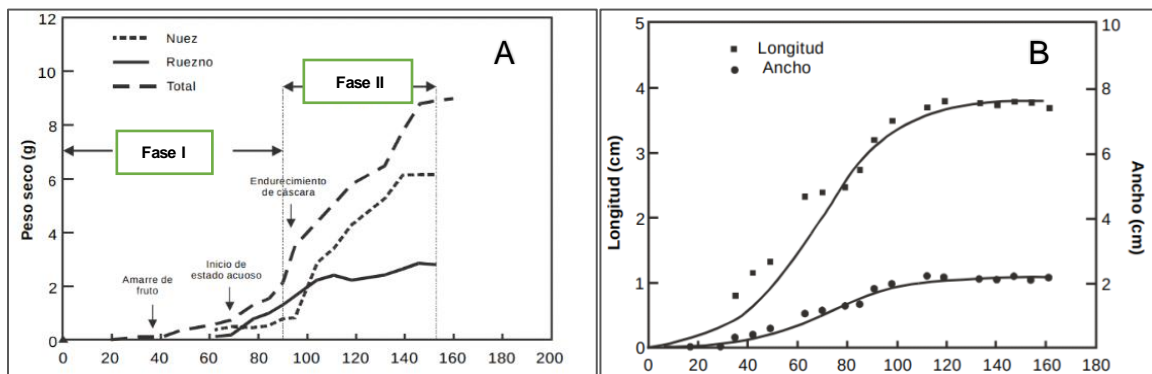 A
Nuez
Ruezno
Total
Fase II
Fase I
Endurecimiento
de cáscara
Inicio de
estado acuoso
Amarre de
fruto
Peso seco (g)
12
10
8
6
4
2
0
0 20 40 60 80 100 120 140 160 180 200
B
Longitud
Ancho
Longitud (cm)
5
4
3
2
1
0
Ancho (cm)
10
8
6
4
2
0 20 40 60 80 100 120 140 160 180